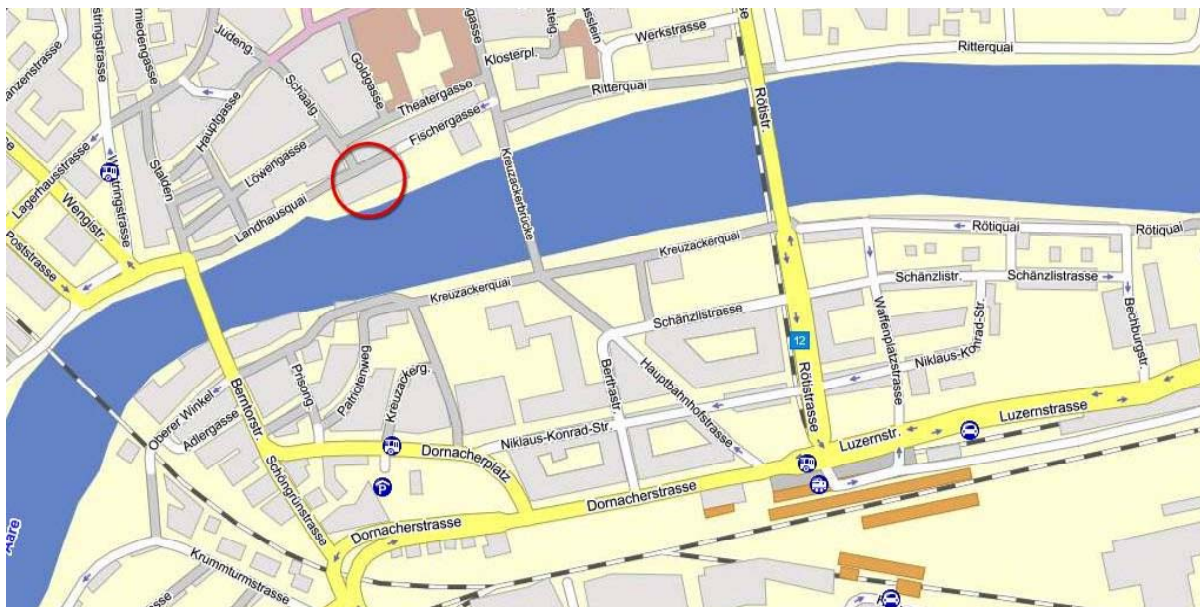 Judeng.
Goldgasse
Klosterpl.
Werkstrasse
Ritterquai
Schaalg.
Theatergasse
Ritterquai
Hauptgasse
Fischergasse
Rötistr.
Lagerhausstrasse
Stalden
Löwengasse
Wengistr.
Landhausquai
Kreuzackerbrücke
Kreuzackerquai
Rötiquai
Rötiquai
Poststrasse
Kreuzackerquai
Schänzlistr.
Schänzlistrasse
Schänzlistrasse
12
Waffenplatzstrasse
Bechburgstr.
Niklaus-Konrad-Str.
Prisong.
Patriotenweg
Kreuzackerg.
Berthastr.
Hauptbahnhofstrasse
Rötistrasse
Oberer Winkel
Berntorstr.
Adlergasse
Niklaus-Konrad-Str.
Luzernstr.
Luzernstrasse
Dornacherplatz
P
Schöngrünstrasse
Dornacherstrasse
Dornacherstrasse
Aare
Krummturmstrasse